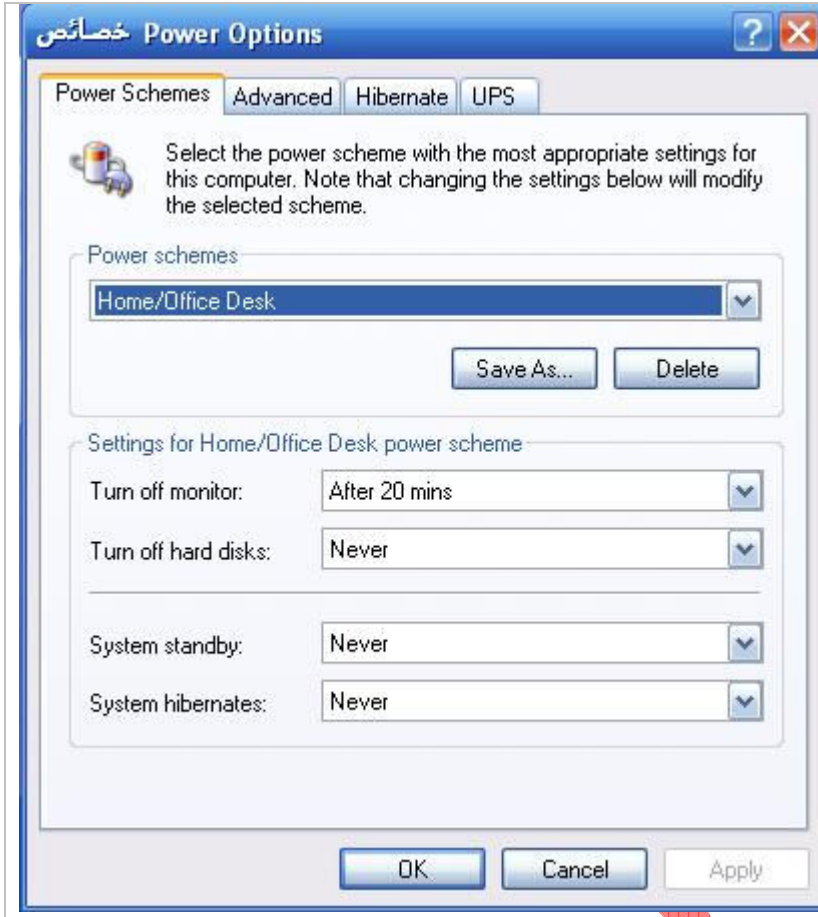 خصائص Power Options
Power Schemes Advanced Hibernate UPS
Select the power scheme with the most appropriate settings for
this computer. Note that changing the settings below will modify
the selected scheme.
Power schemes
Home/Office Desk
Save As... Delete
Settings for Home/Office Desk power scheme
Turn off monitor: After 20 mins
Turn off hard disks: Never
System standby: Never
System hibernates: Never
OK Cancel Apply